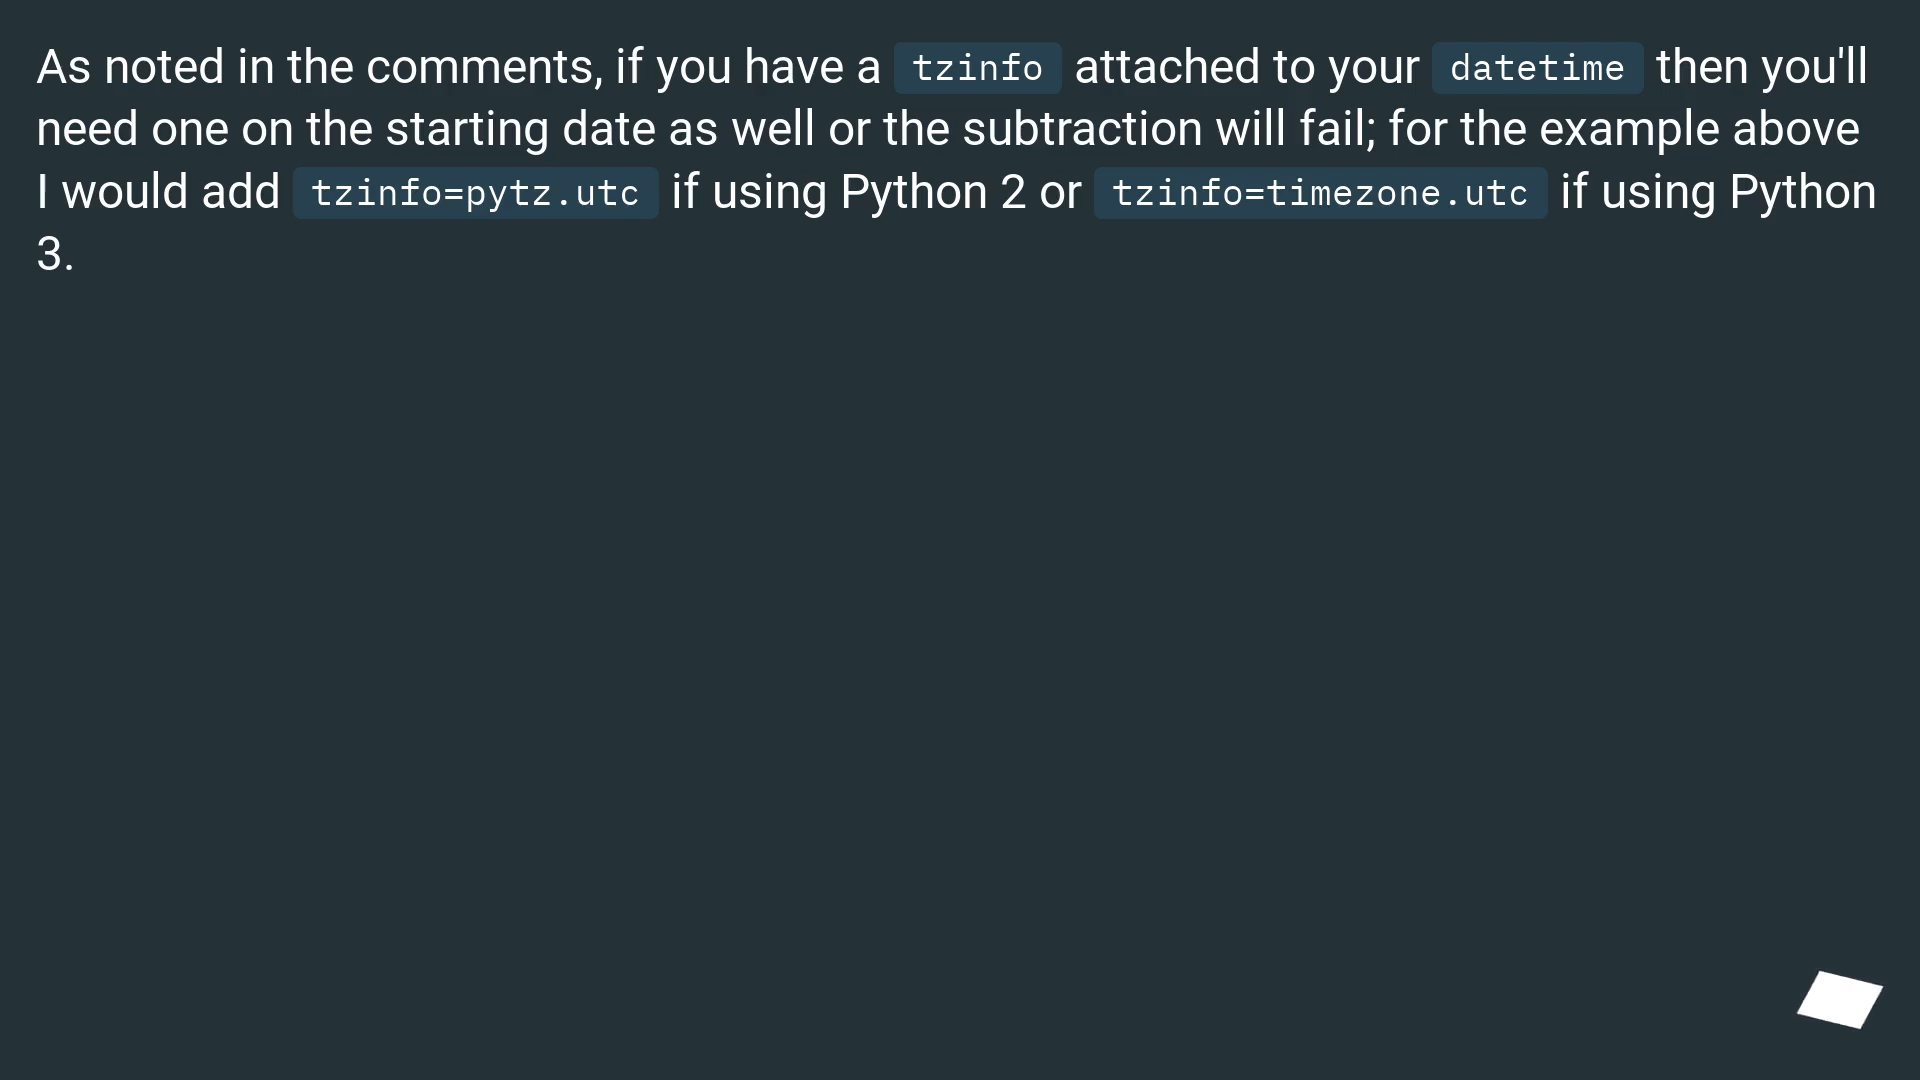 As noted in the comments, if you have a tzinfo attached to your datetime then you'll
need one on the starting date as well or the subtraction will fail; for the example above
I would add tzinfo=pytz.utc if using Python 2 or tzinfo=timezone.utc if using Python
3.